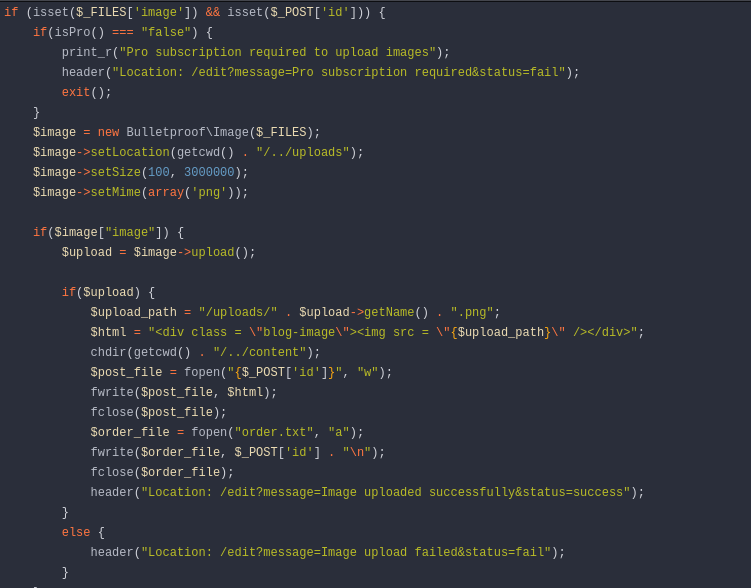 if (isset($_FILES['image']) && isset($_POST['id'])) {
    if(isPro() === "false") {
        print_r("Pro subscription required to upload images");
        header("Location: /edit?message=Pro subscription required&status=fail");
        exit();
    }
    $image = new Bulletproof\Image($_FILES);
    $image->setLocation(getcwd() . "/../uploads");
    $image->setSize(100, 3000000);
    $image->setMime(array('png'));

    if($image["image"]) {
        $upload = $image->upload();

        if($upload) {
            $upload_path = "/uploads/" . $upload->getName() . ".png";
            $html = "<div class = \"blog-image\"><img src = \"{$upload_path}\" /></div>";
            chdir(getcwd() . "/../content");
            $post_file = fopen("{$_POST['id']}", "w");
            fwrite($post_file, $html);
            fclose($post_file);
            $order_file = fopen("order.txt", "a");
            fwrite($order_file, $_POST['id'] . "\n");
            fclose($order_file);
            header("Location: /edit?message=Image uploaded successfully&status=success");
        }
        else {
            header("Location: /edit?message=Image upload failed&status=fail");
        }